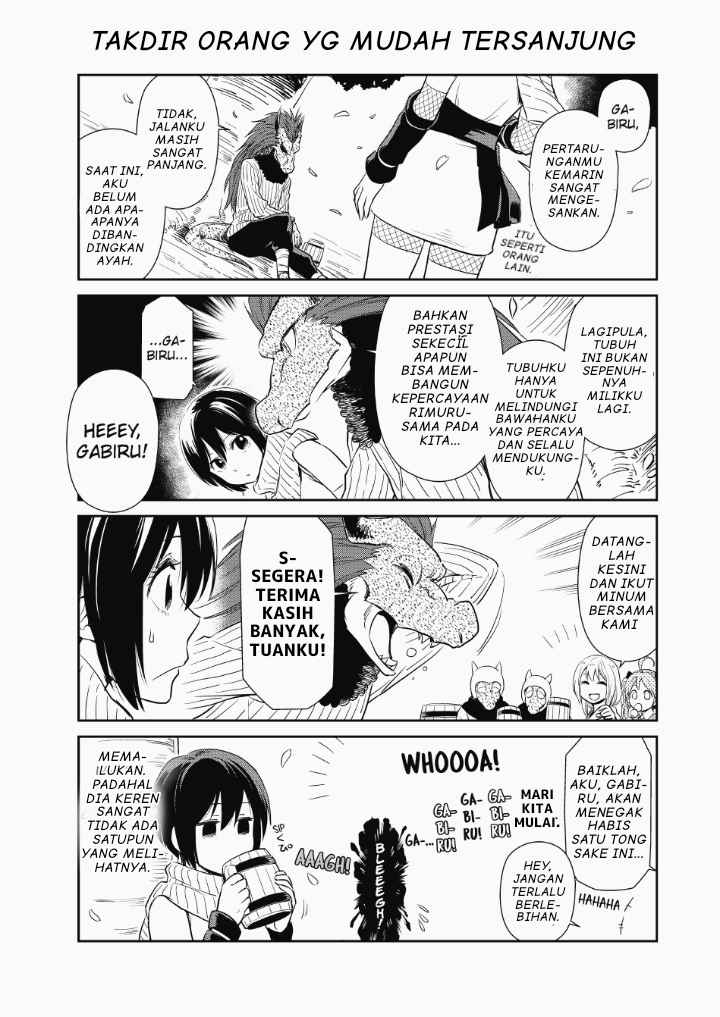 TAKDIR ORANG YG MUDAH TERSANJUNG
GA-
BIRU,
PERTARU-
NGANMU
KEMARIN
SANGAT
MENGE-
SANKAN.
ITU
SEPERTI
ORANG
LAIN.
TIDAK,
JALANKU
MASIH
SANGAT
PANJANG.
SAAT INI,
AKU
BELUM
ADA APA-
APANYA
DIBAN-
DINGKAN
AYAH.
LAGIPULA,
TUBUH
INI BUKAN
SEPENUH-
NYA
MILIKKU
LAGI.
TUBUHKU
HANYA
UNTUK
MELINDUNGI
BAWAHANKU
YANG PERCAYA
DAN SELALU
MENDUKUNG-
KU.
BAHKAN
PRESTASI
SEKECIL
APAPUN
BISA MEM-
BANGUN
KEPERCAYAAN
RIMURU-
SAMA PADA
KITA...
...GA-
BIRU...
HEEEY,
GABIRU!
DATANG-
LAH
KESINI
DAN IKUT
MINUM
BERSAMA
KAMI
S-
SEGERA!
TERIMA
KASIH
BANYAK,
TUANKU!
BAIKLAH,
AKU, GABI-
RU, AKAN
MENEGAK
HABIS
SATU TONG
SAKE INI...
HAHAHA
HEY,
JANGAN
TERLALU
BERLE-
BIHAN.
WHOOOA!
MARI
KITA
MULAI.
GA-
BI-
RU!
GA-
BI-
RU!
GA-
BI-
RU!
GA-...
BLEEEGH!
AAAGH!
SIP
MEMA-
LUKAN.
PADAHAL
DIA KEREN
SANGAT
TIDAK ADA
SATUPUN
YANG MELI-
HATNYA.